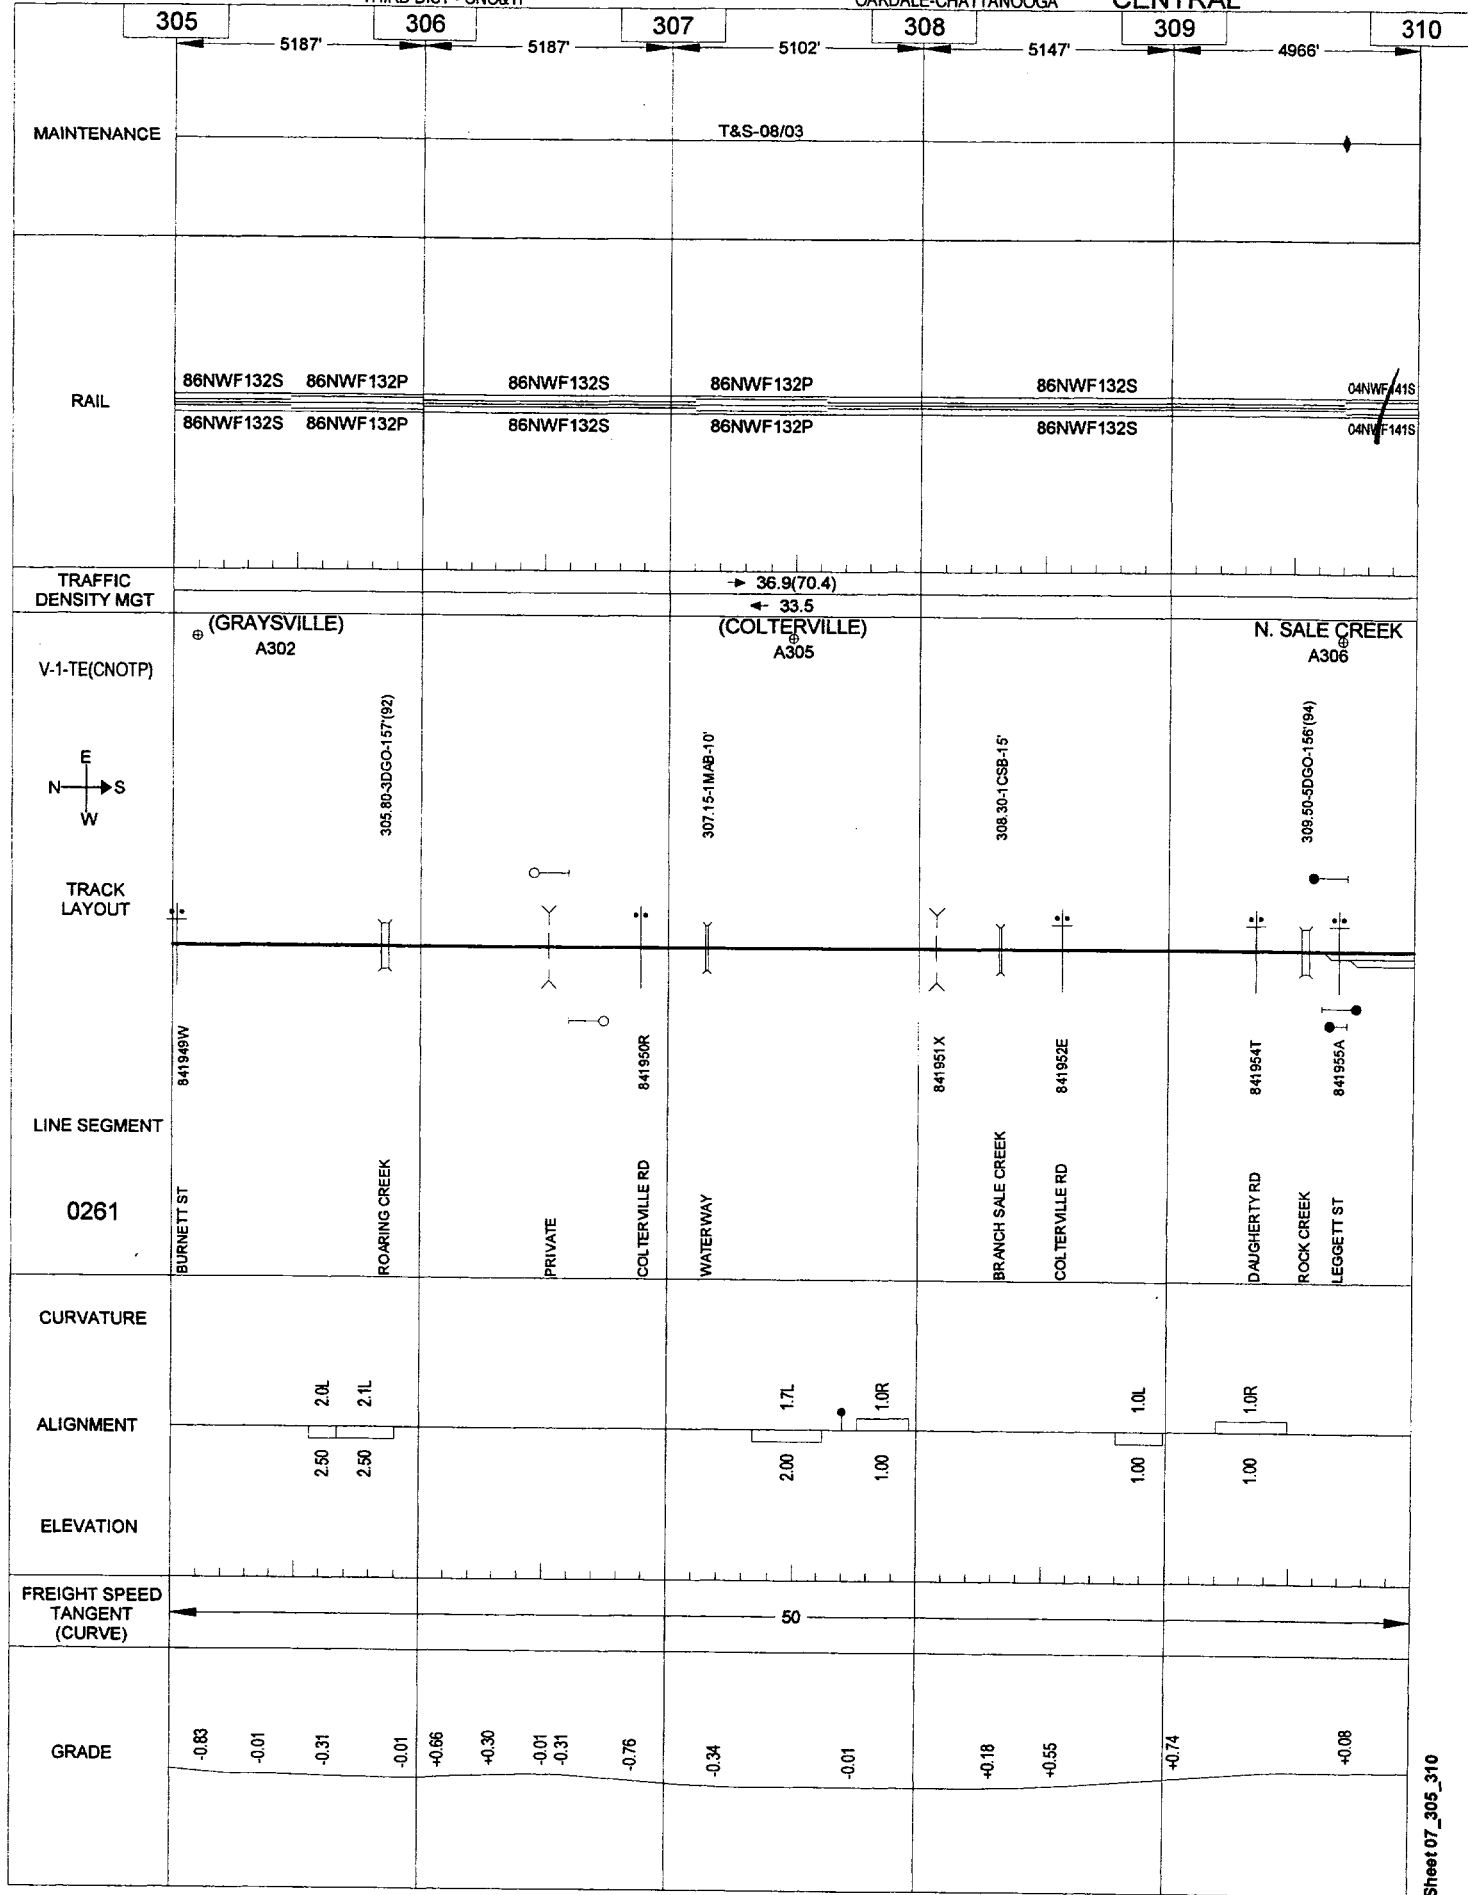 CENTRAL
305 306 307 308 309 310
5187' 5187' 5102' 5147' 4966'
MAINTENANCE
T&S-08/03
RAIL
86NWF132S 86NWF132P 86NWF132S 86NWF132P 86NWF132S 04NWF141S
86NWF132S 86NWF132P 86NWF132S 86NWF132P 86NWF132S 04NWF141S
TRAFFIC
DENSITY MGT
36.9(70.4)
33.5
(GRAYSVILLE) (COLTERVILLE) N. SALE CREEK
A302 A305 A306
V-1-TE(CNOTP)
305.80-3DGO-157'(92)
307.15-1MAB-10'
308.30-1CSB-15'
309.50-5DGO-156'(94)
E
N S
W
TRACK
LAYOUT
841949W
841950R
841951X
841952E
841954T
841955A
LINE SEGMENT
0261
BURNETT ST
ROARING CREEK
PRIVATE
COLTERVILLE RD
WATERWAY
BRANCH SALE CREEK
COLTERVILLE RD
DAUGHERTY RD
ROCK CREEK
LEGGETT ST
CURVATURE
2.0L 2.1L 1.7L 1.0R 1.0L 1.0R
ALIGNMENT
2.50 2.50 2.00 1.00 1.00 1.00
ELEVATION
FREIGHT SPEED
TANGENT
(CURVE)
50
GRADE
-0.83 -0.01 -0.31 -0.01 +0.66 +0.30 -0.01 -0.31 -0.76 -0.34 -0.01 +0.18 +0.55 +0.74 +0.08
Sheet 07_305_310